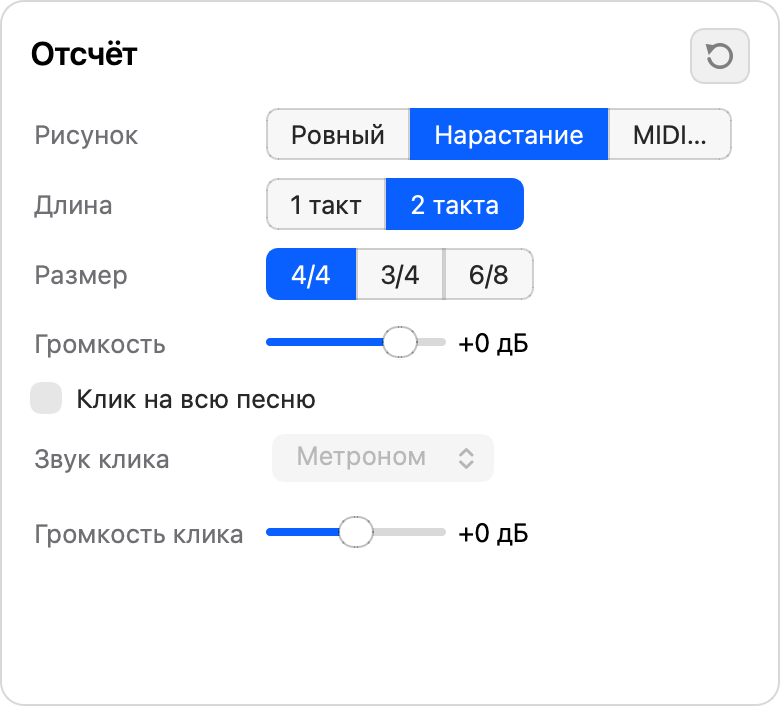 Отсчёт
Рисунок Ровный Нарастание MIDI...
Длина 1 такт 2 такта
Размер 4/4 3/4 6/8
Громкость +0 дБ
Клик на всю песню
Звук клика Метроном
Громкость клика +0 дБ